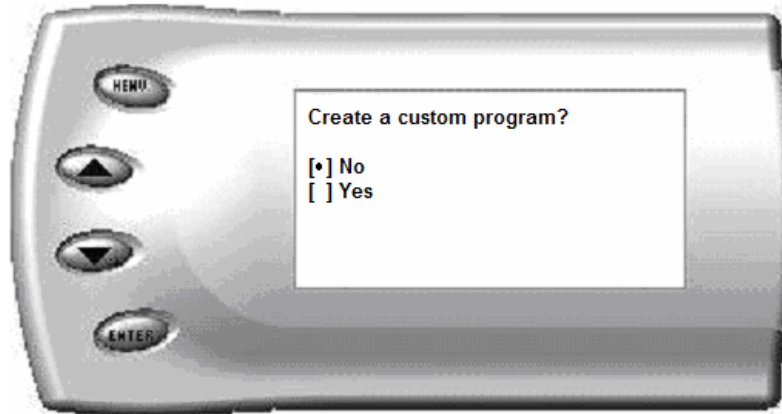 MENU
Create a custom program?
[•] No
[ ] Yes
ENTER